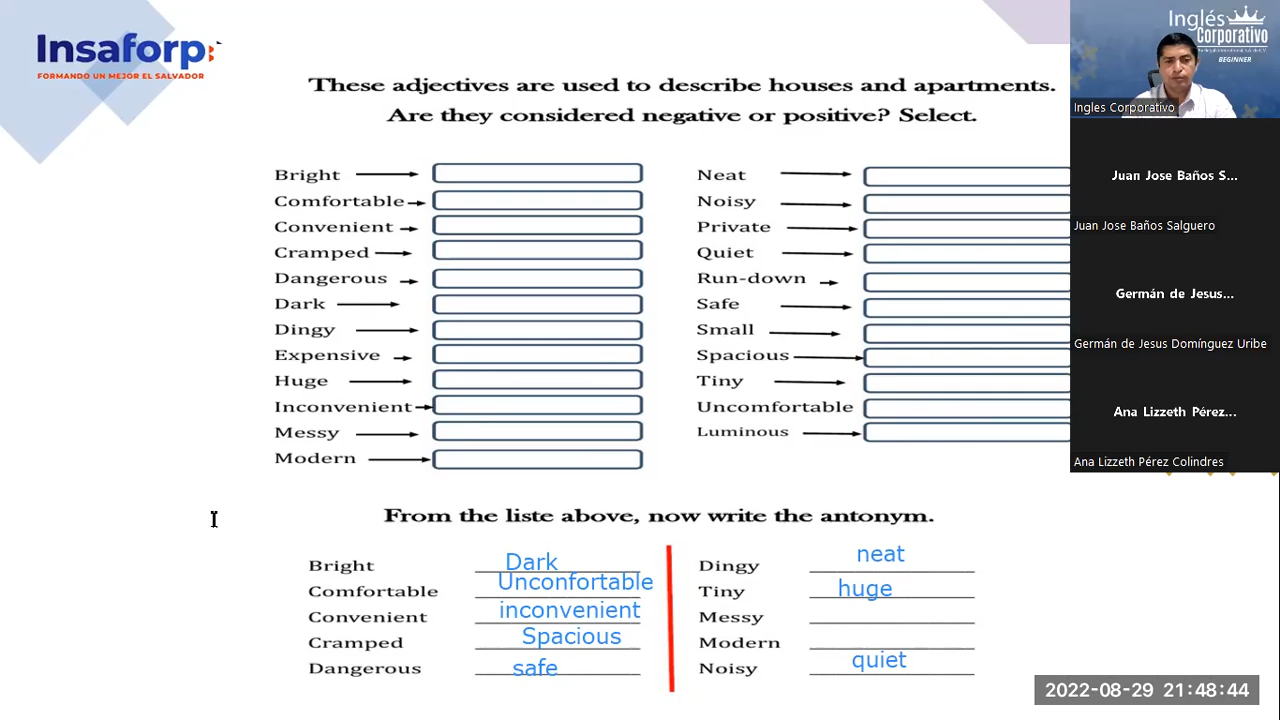 Insaforp
FORMANDO UN MEJOR EL SALVADOR
These adjectives are used to describe houses and apartments.
Are they considered negative or positive? Select.
Bright
Comfortable
Convenient
Cramped
Dangerous
Dark
Dingy
Expensive
Huge
Inconvenient
Messy
Modern
Neat
Noisy
Private
Quiet
Run-down
Safe
Small
Spacious
Tiny
Uncomfortable
Luminous
From the liste above, now write the antonym.
Bright Dark
Comfortable Unconfortable
Convenient inconvenient
Cramped Spacious
Dangerous safe
Dingy neat
Tiny huge
Messy
Modern
Noisy quiet
Inglés
Corporativo
BEGINNER
Ingles Corporativo
Juan Jose Baños S...
Juan Jose Baños Salguero
Germán de Jesus...
Germán de Jesus Domínguez Uribe
Ana Lizzeth Pérez...
Ana Lizzeth Pérez Colindres
2022-08-29 21:48:44